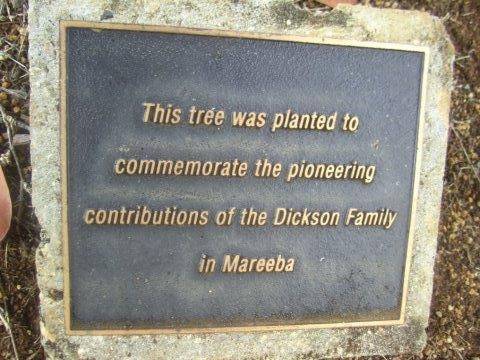 This tree was planted to
commemorate the pioneering
contributions of the Dickson Family
in Mareeba